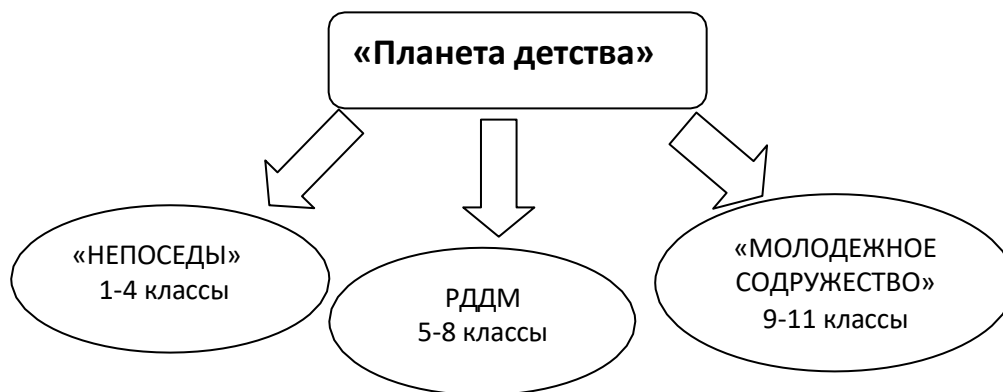 «Планета детства»
«НЕПОСЕДЫ»
1-4 классы
РДДМ
5-8 классы
«МОЛОДЕЖНОЕ
СОДРУЖЕСТВО»
9-11 классы